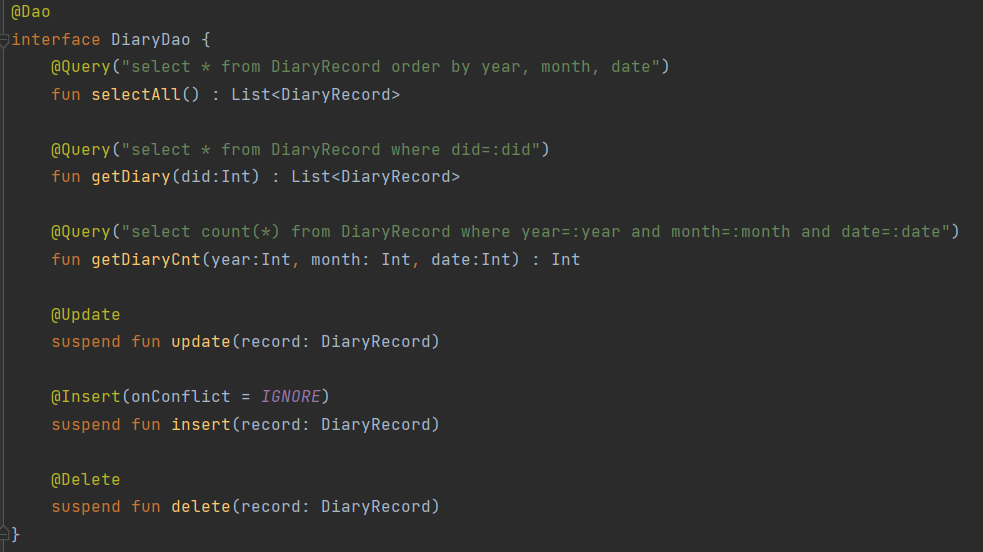 @Dao
interface DiaryDao {
    @Query("select * from DiaryRecord order by year, month, date")
    fun selectAll() : List<DiaryRecord>

    @Query("select * from DiaryRecord where did=:did")
    fun getDiary(did:Int) : List<DiaryRecord>

    @Query("select count(*) from DiaryRecord where year=:year and month=:month and date=:date")
    fun getDiaryCnt(year:Int, month: Int, date:Int) : Int

    @Update
    suspend fun update(record: DiaryRecord)

    @Insert(onConflict = IGNORE)
    suspend fun insert(record: DiaryRecord)

    @Delete
    suspend fun delete(record: DiaryRecord)
}